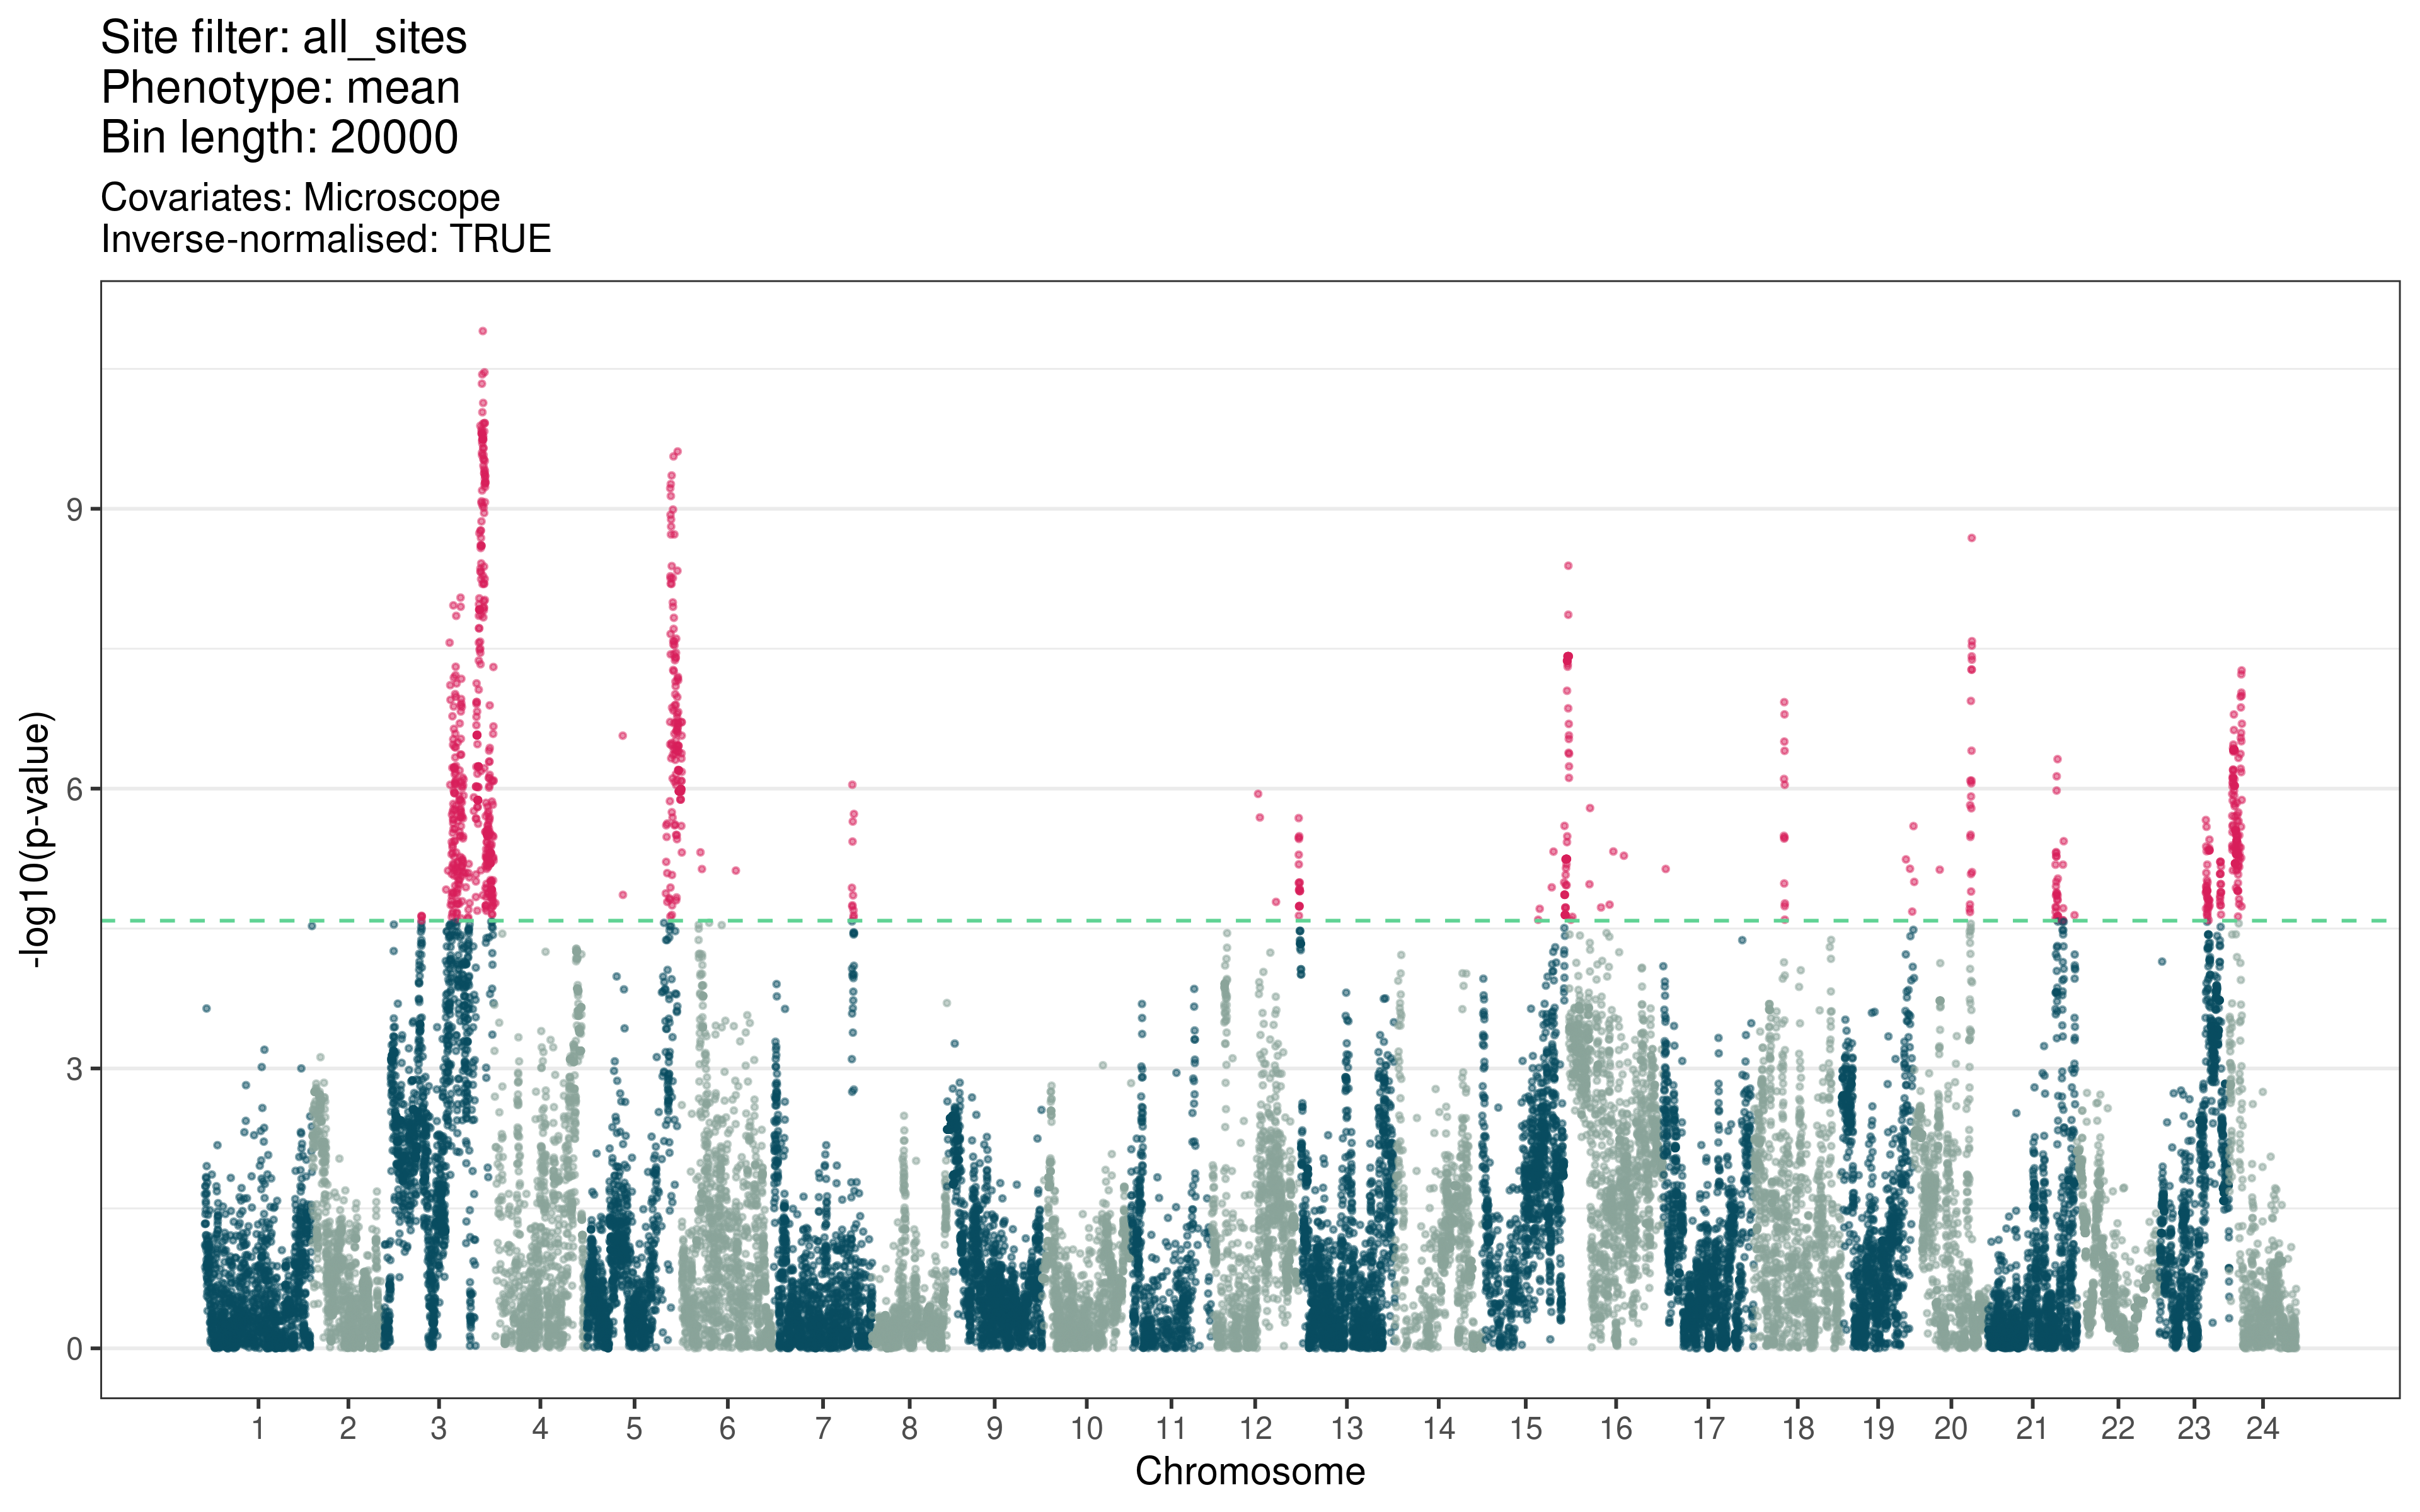 Site filter: all_sites
Phenotype: mean
Bin length: 20000
Covariates: Microscope
Inverse-normalised: TRUE
-log10(p-value)
9
6
3
0
1 2 3 4 5 6 7 8 9 10 11 12 13 14 15 16 17 18 19 20 21 22 23 24
Chromosome